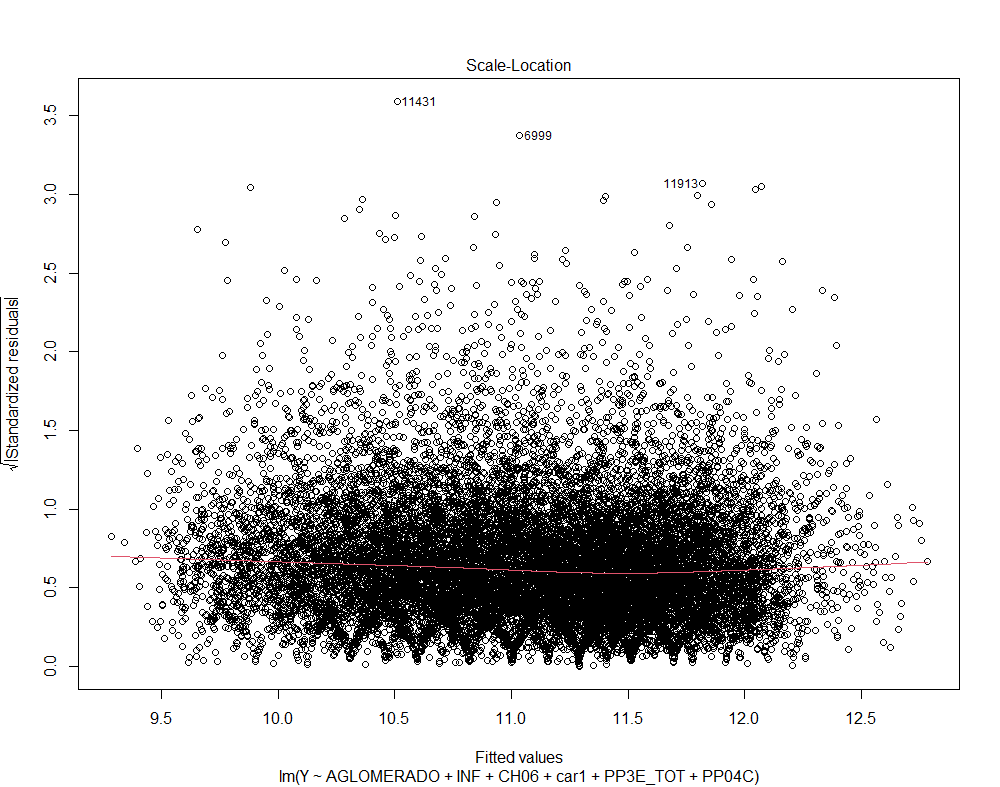 Scale-Location
√|Standardized residuals|
3.5
3.0
2.5
2.0
1.5
1.0
0.5
0.0
11431
6999
11913
9.5 10.0 10.5 11.0 11.5 12.0 12.5
Fitted values
lm(Y ~ AGLOMERADO + INF + CH06 + car1 + PP3E_TOT + PP04C)